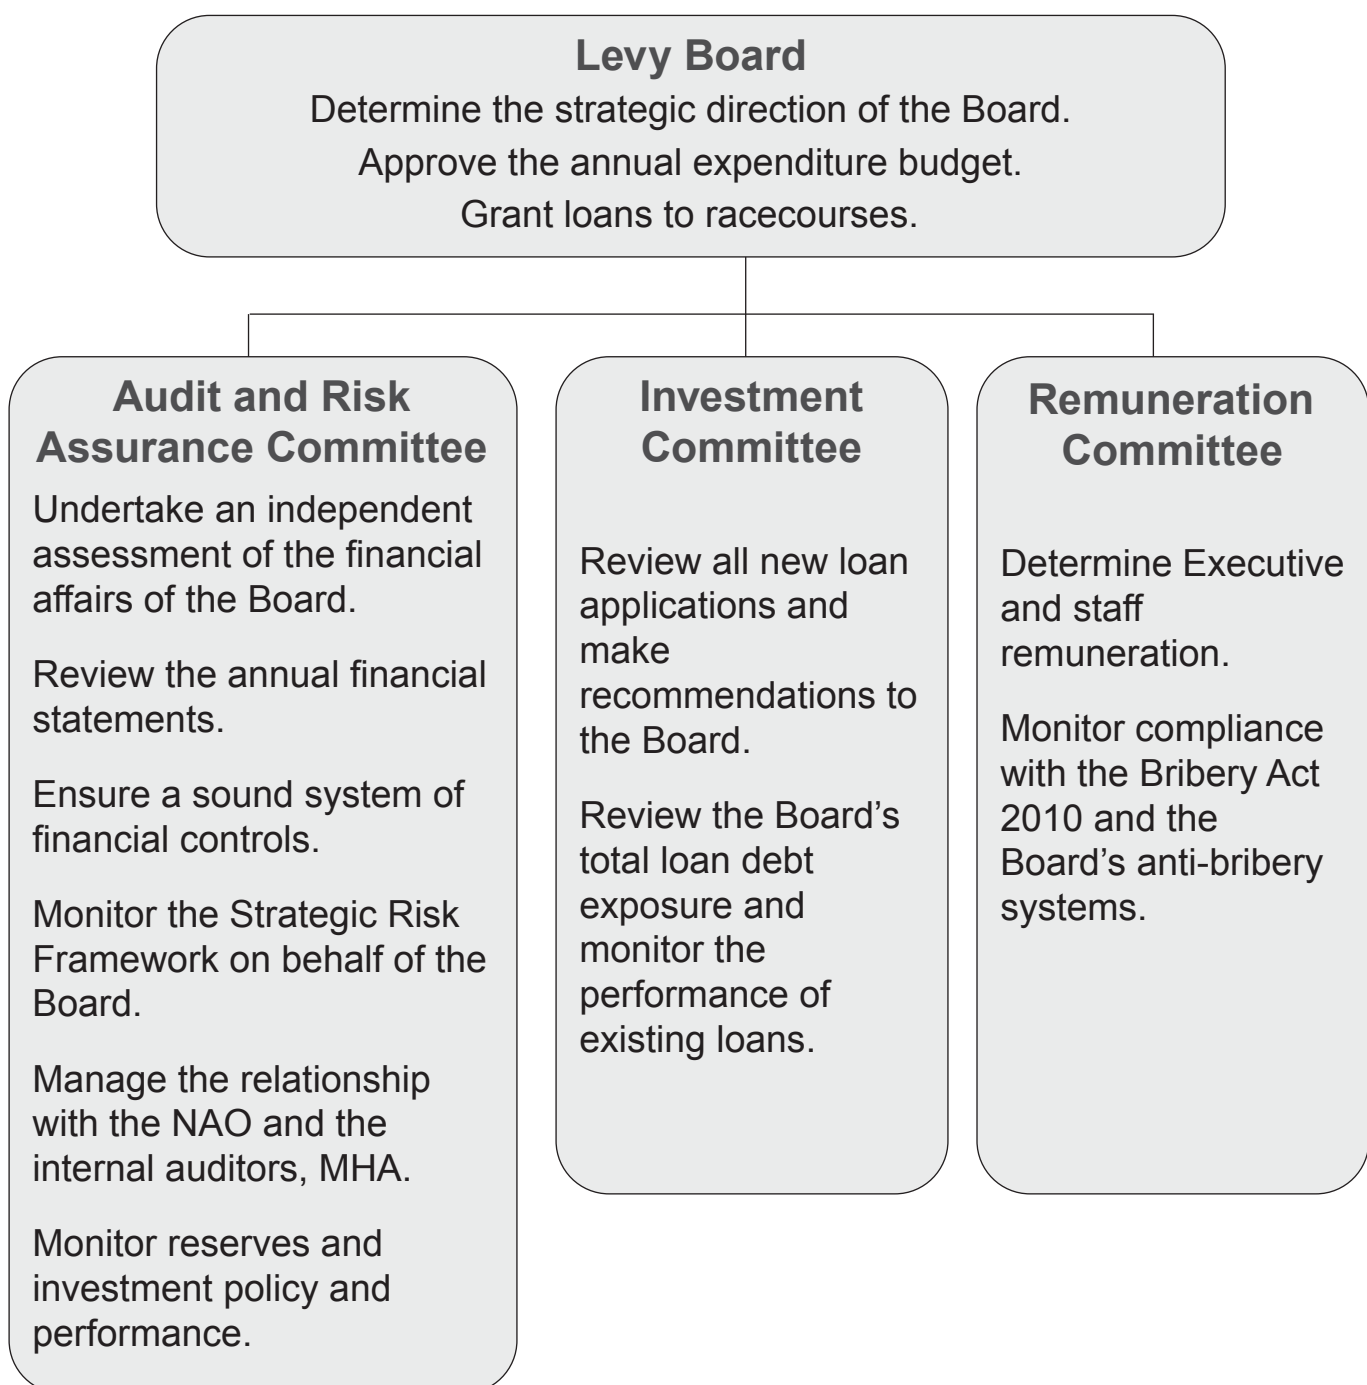 Levy Board
Determine the strategic direction of the Board.
Approve the annual expenditure budget.
Grant loans to racecourses.
Audit and Risk
Assurance Committee
Undertake an independent
assessment of the financial
affairs of the Board.
Review the annual financial
statements.
Ensure a sound system of
financial controls.
Monitor the Strategic Risk
Framework on behalf of the
Board.
Manage the relationship
with the NAO and the
internal auditors, MHA.
Monitor reserves and
investment policy and
performance.
Investment
Committee
Review all new loan
applications and
make
recommendations to
the Board.
Review the Board’s
total loan debt
exposure and
monitor the
performance of
existing loans.
Remuneration
Committee
Determine Executive
and staff
remuneration.
Monitor compliance
with the Bribery Act
2010 and the
Board’s anti-bribery
systems.